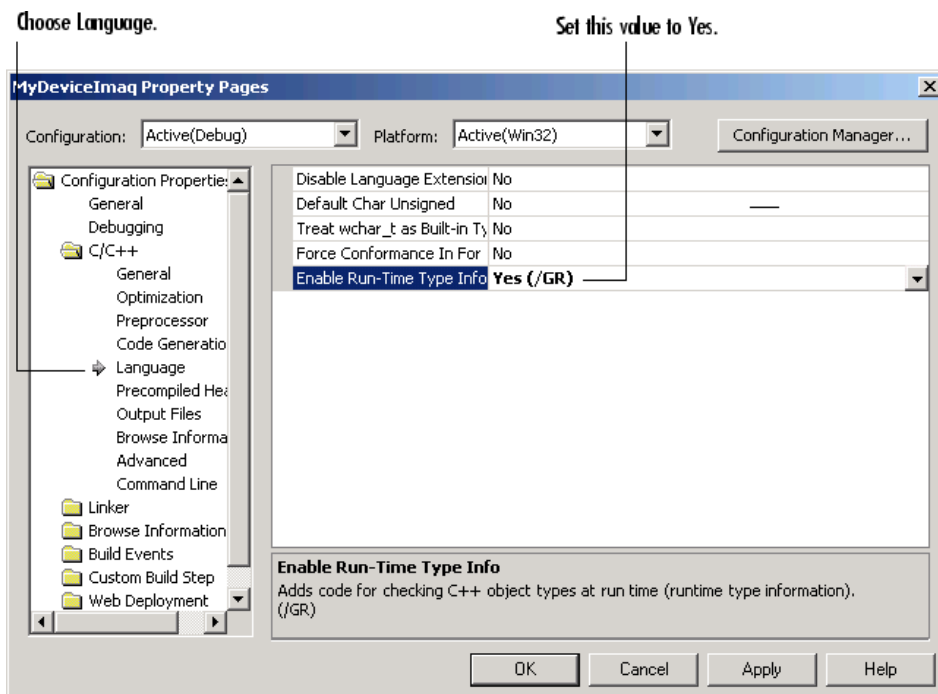 Choose Language.
Set this value to Yes.
MyDeviceImaq Property Pages
Configuration: Active(Debug) Platform: Active(Win32) Configuration Manager...
Configuration Propertie
General
Debugging
C/C++
General
Optimization
Preprocessor
Code Generatio
Language
Precompiled Hea
Output Files
Browse Informa
Advanced
Command Line
Linker
Browse Information
Build Events
Custom Build Step
Web Deployment
Disable Language Extension No
Default Char Unsigned No
Treat wchar_t as Built-in Ty No
Force Conformance In For No
Enable Run-Time Type Info Yes (/GR)
Enable Run-Time Type Info
Adds code for checking C++ object types at run time (runtime type information).
(/GR)
OK Cancel Apply Help